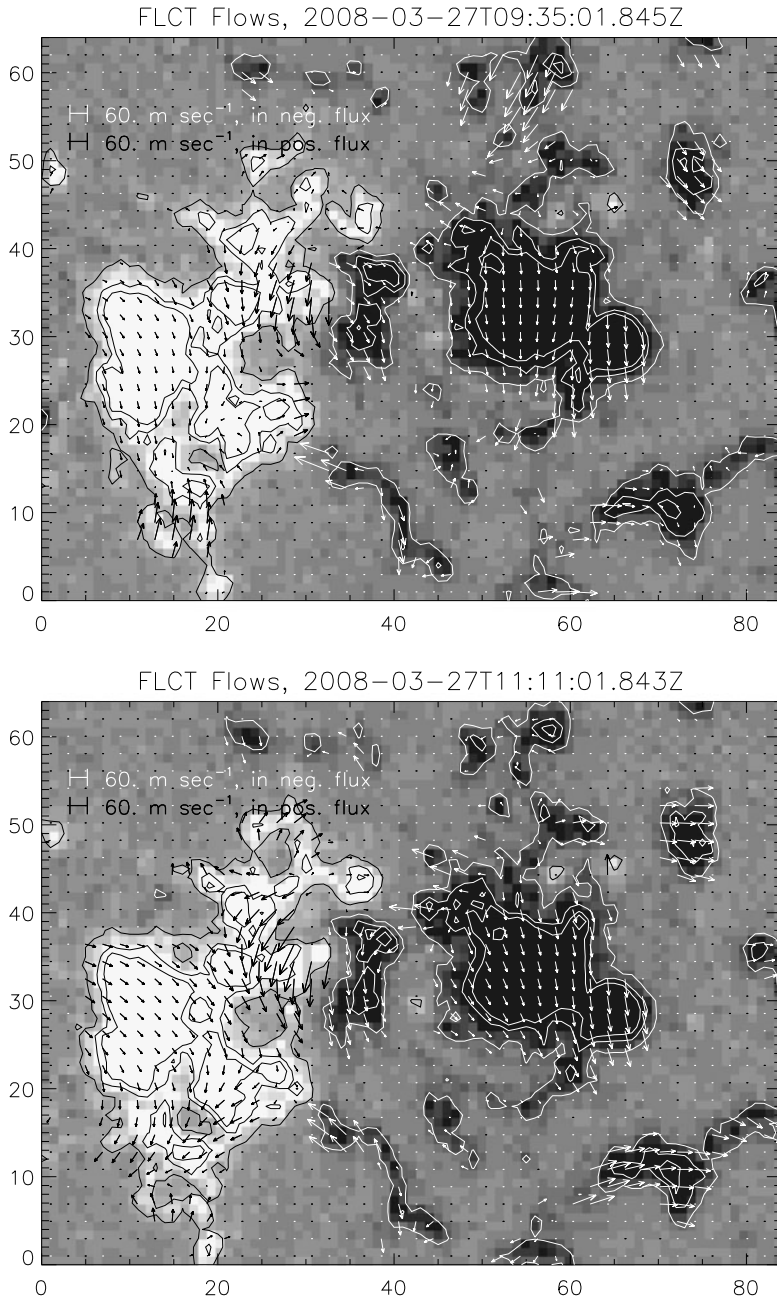 FLCT Flows, 2008-03-27T09:35:01.845Z
60
60. m sec⁻¹, in neg. flux
60. m sec⁻¹, in pos. flux
50
40
30
20
10
0
0 20 40 60 80
FLCT Flows, 2008-03-27T11:11:01.843Z
60
60. m sec⁻¹, in neg. flux
60. m sec⁻¹, in pos. flux
50
40
30
20
10
0
0 20 40 60 80